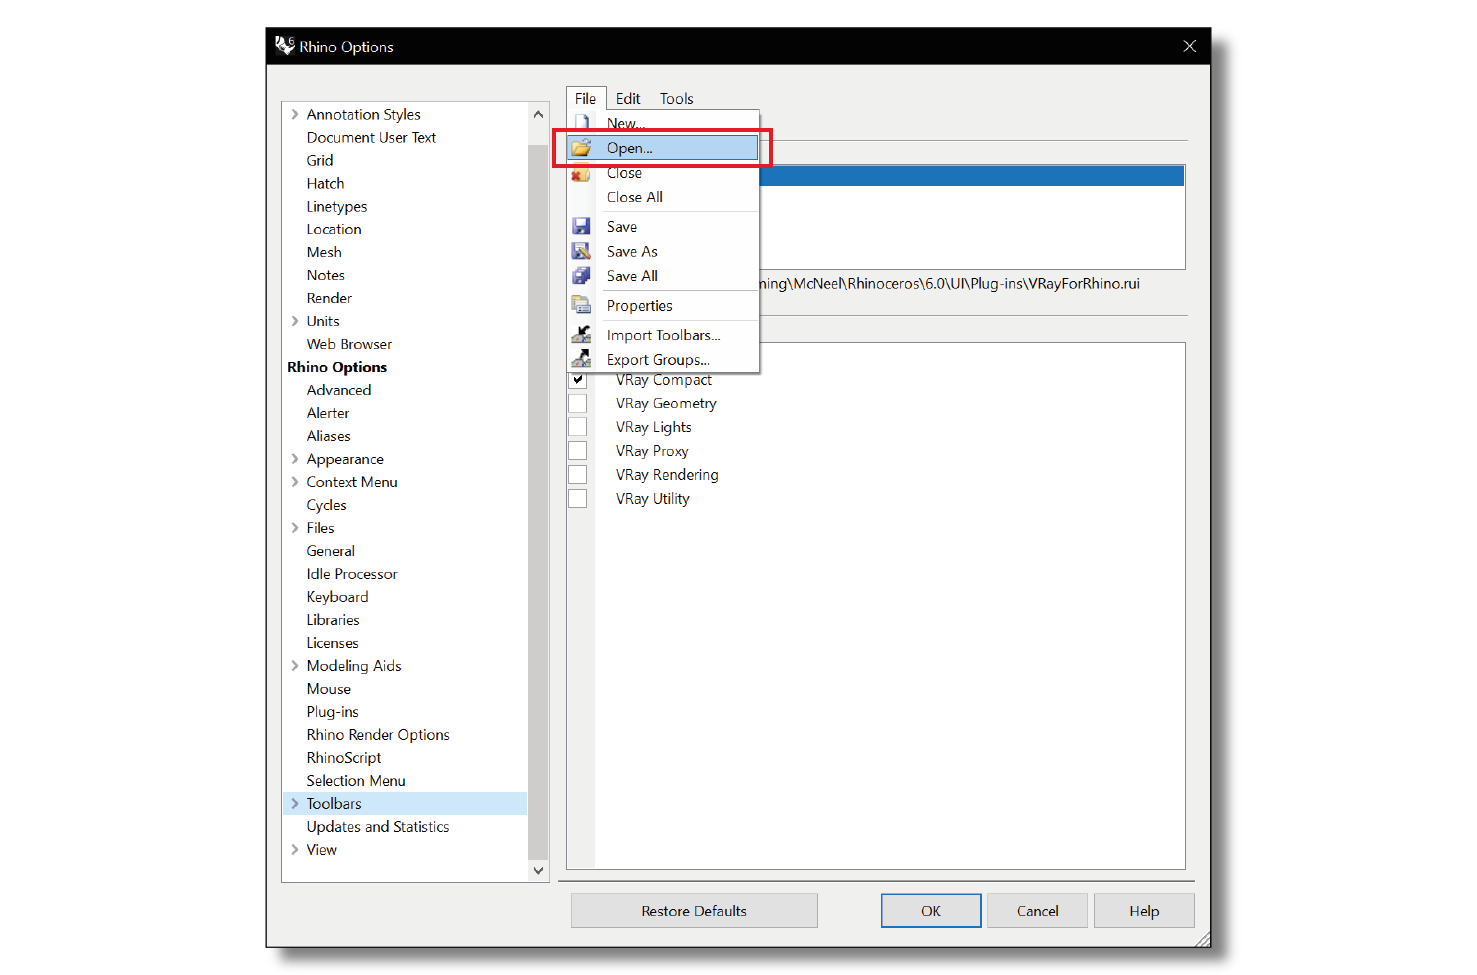 6
Rhino Options
Annotation Styles
Document User Text
Grid
Hatch
Linetypes
Location
Mesh
Notes
Render
Units
Web Browser
Rhino Options
Advanced
Alerter
Aliases
Appearance
Context Menu
Cycles
Files
General
Idle Processor
Keyboard
Libraries
Licenses
Modeling Aids
Mouse
Plug-ins
Rhino Render Options
RhinoScript
Selection Menu
Toolbars
Updates and Statistics
View
File Edit Tools
New...
Open...
Close
Close All
Save
Save As
Save All
Properties
Import Toolbars...
Export Groups...
ming\McNeel\Rhinoceros\6.0\UI\Plug-ins\VRayForRhino.rui
VRay Compact
VRay Geometry
VRay Lights
VRay Proxy
VRay Rendering
VRay Utility
Restore Defaults OK Cancel Help